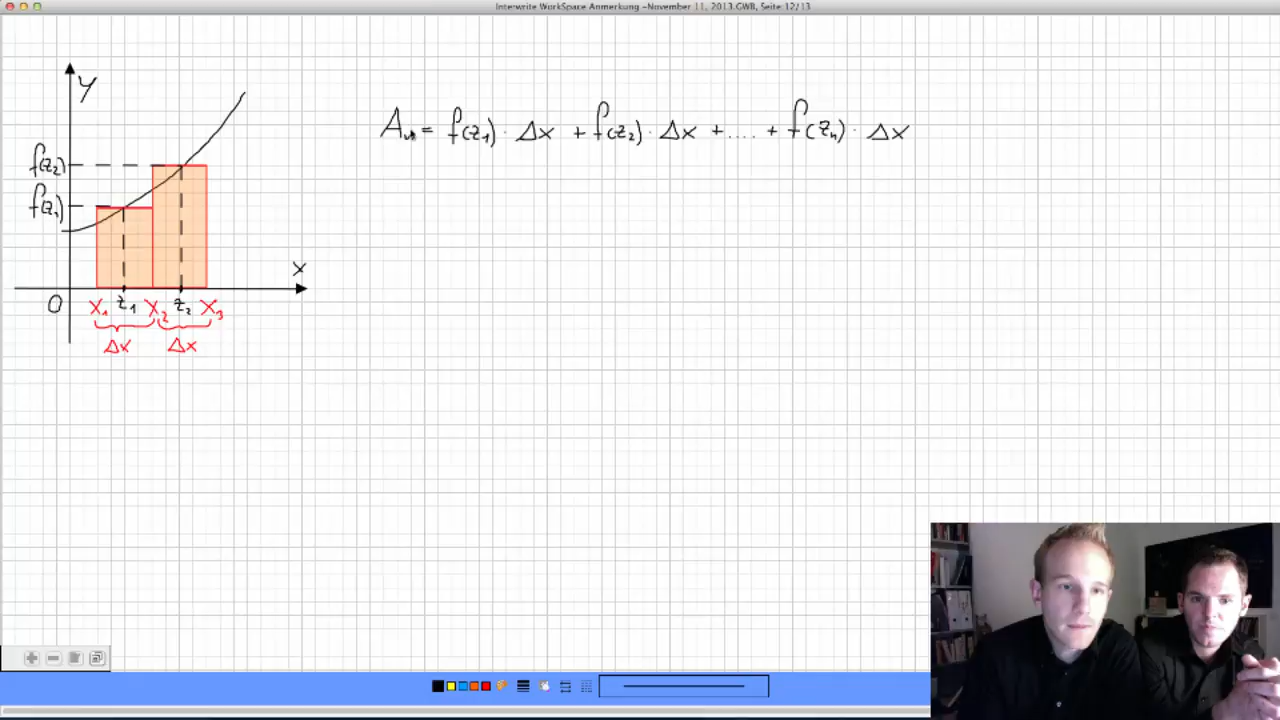 Interwrite WorkSpace Anmerkung -November 11, 2013.GWB, Seite:12/13
y
A = f(z₁) · Δx + f(z₂) · Δx + .... + f(zₙ) · Δx
f(z₂)
f(z₁)
x
0
x₁ z₁ x₂ z₂ x₃
Δx Δx